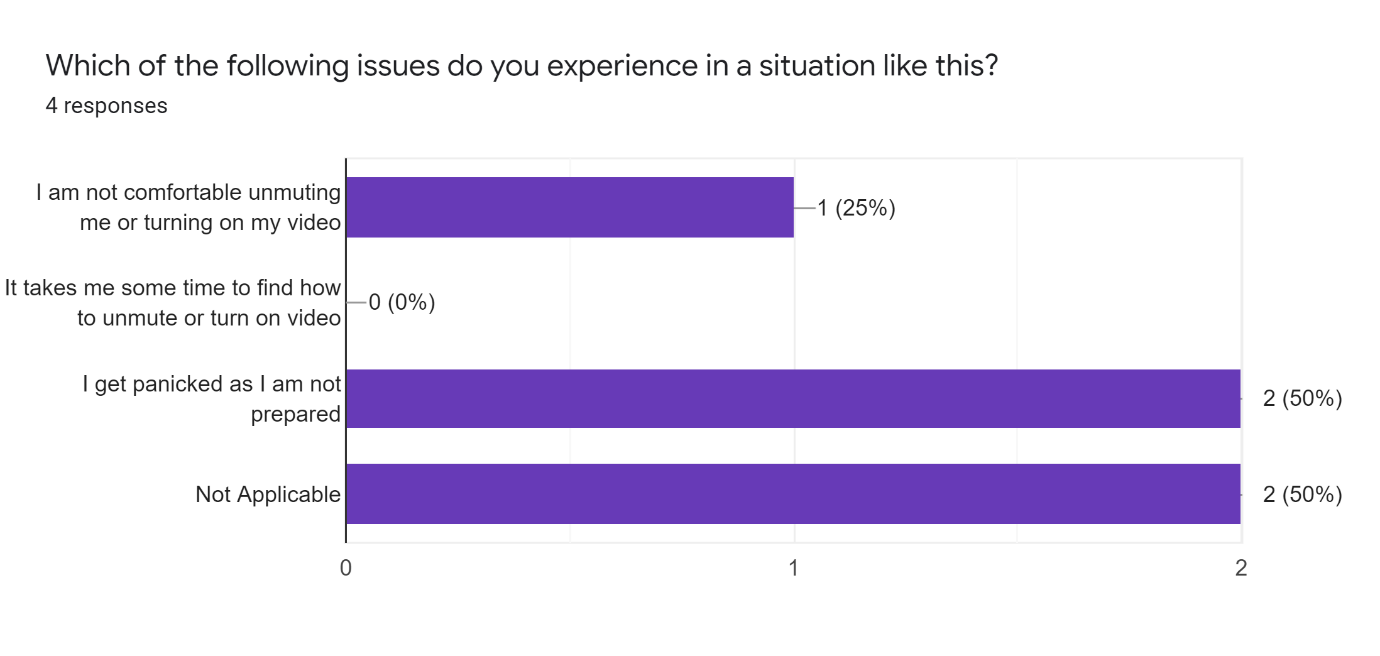 Which of the following issues do you experience in a situation like this?
4 responses
I am not comfortable unmuting
me or turning on my video
1 (25%)
It takes me some time to find how
to unmute or turn on video
0 (0%)
I get panicked as I am not
prepared
2 (50%)
Not Applicable
2 (50%)
0 1 2